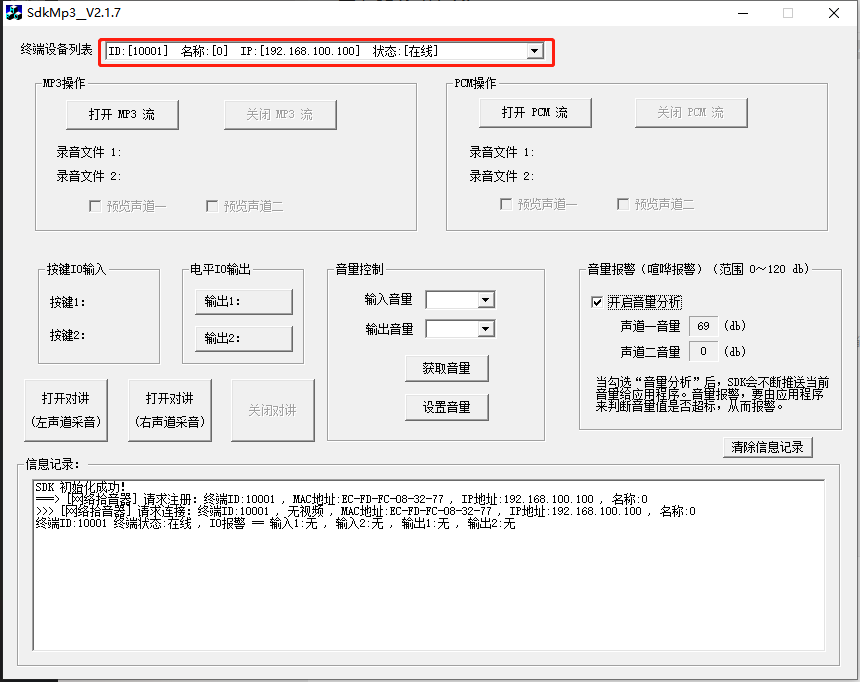 SdkMp3__V2.1.7
终端设备列表 ID:[10001] 名称:[0] IP:[192.168.100.100] 状态:[在线]
MP3操作
打开 MP3 流 关闭 MP3 流
录音文件 1:
录音文件 2:
预览声道一 预览声道二
PCM操作
打开 PCM 流 关闭 PCM 流
录音文件 1:
录音文件 2:
预览声道一 预览声道二
按键IO输入
按键1:
按键2:
电平IO输出
输出1:
输出2:
音量控制
输入音量
输出音量
获取音量
设置音量
音量报警（喧哗报警）（范围 0～120 db）
开启音量分析
声道一音量 69 (db)
声道二音量 0 (db)
当勾选“音量分析”后，SDK会不断推送当前
音量给应用程序。音量报警，要由应用程序
来判断音量值是否超标，从而报警。
打开对讲
(左声道采音)
打开对讲
(右声道采音)
关闭对讲
清除信息记录
信息记录:
SDK 初始化成功!
===> [网络拾音器] 请求注册: 终端ID:10001 , MAC地址:EC-FD-FC-08-32-77 , IP地址:192.168.100.100 , 名称:0
>>> [网络拾音器] 请求连接: 终端ID:10001 , 无视频 , MAC地址:EC-FD-FC-08-32-77 , IP地址:192.168.100.100 , 名称:0
终端ID:10001 终端状态:在线 , IO报警 == 输入1:无 , 输入2:无 , 输出1:无 , 输出2:无